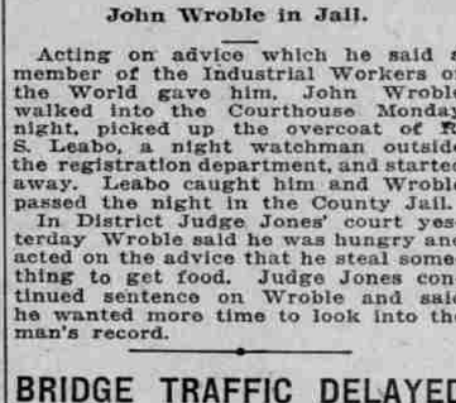 John Wroble in Jail.
Acting on advice which he said a
member of the Industrial Workers of
the World gave him, John Wroble
walked into the Courthouse Monday
night, picked up the overcoat of R.
S. Leabo, a night watchman outside
the registration department, and started
away. Leabo caught him and Wroble
passed the night in the County Jail.
In District Judge Jones' court yes-
terday Wroble said he was hungry and
acted on the advice that he steal some-
thing to get food. Judge Jones con-
tinued sentence on Wroble and said
he wanted more time to look into the
man's record.
BRIDGE TRAFFIC DELAYED